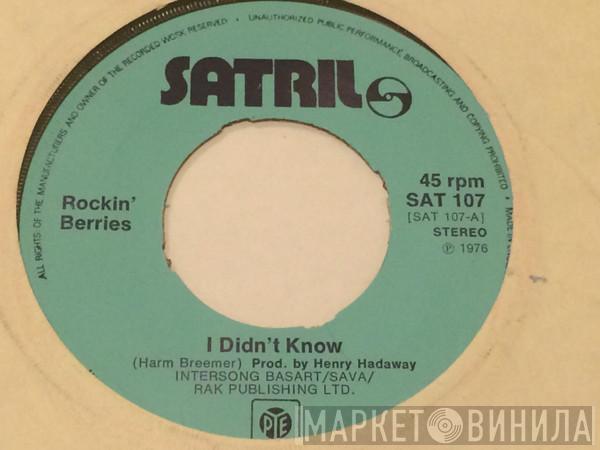 ALL RIGHTS OF THE MANUFACTURERS AND OWNER OF THE RECORDED WORK RESERVED • UNAUTHORIZED PUBLIC PERFORMANCE, BROADCASTING AND COPYING PROHIBITED • MADE IN
SATRIL
Rockin'
Berries
45 rpm
SAT 107
[SAT 107-A]
STEREO
℗ 1976
I Didn't Know
(Harm Breemer) Prod. by Henry Hadaway
INTERSONG BASART/SAVA/
RAK PUBLISHING LTD.
PYE
МАРКЕТ ВИНИЛА